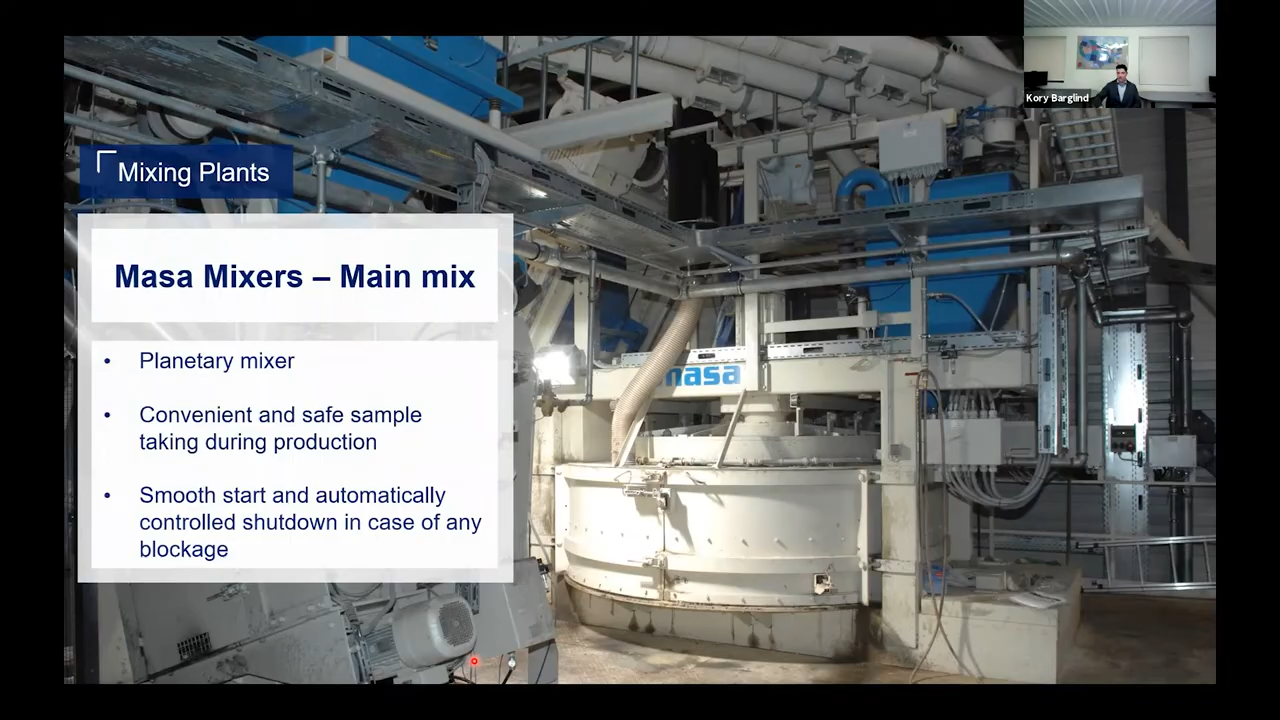 Kory Barglind
Mixing Plants
Masa Mixers – Main mix
• Planetary mixer
• Convenient and safe sample
taking during production
• Smooth start and automatically
controlled shutdown in case of any
blockage
masa